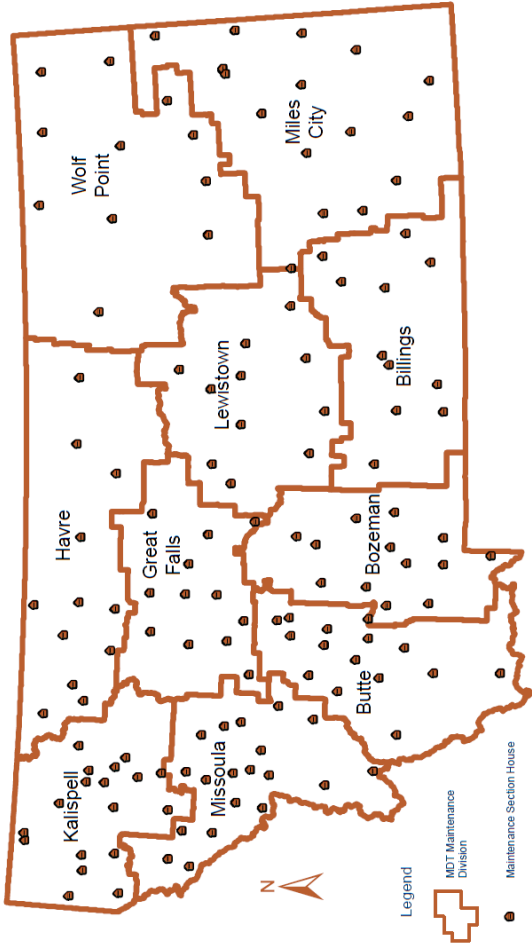 Kalispell
Havre
Wolf
Point
Missoula
Great
Falls
Lewistown
Miles
City
Butte
Bozeman
Billings
N
Legend
MDT Maintenance
Division
Maintenance Section House